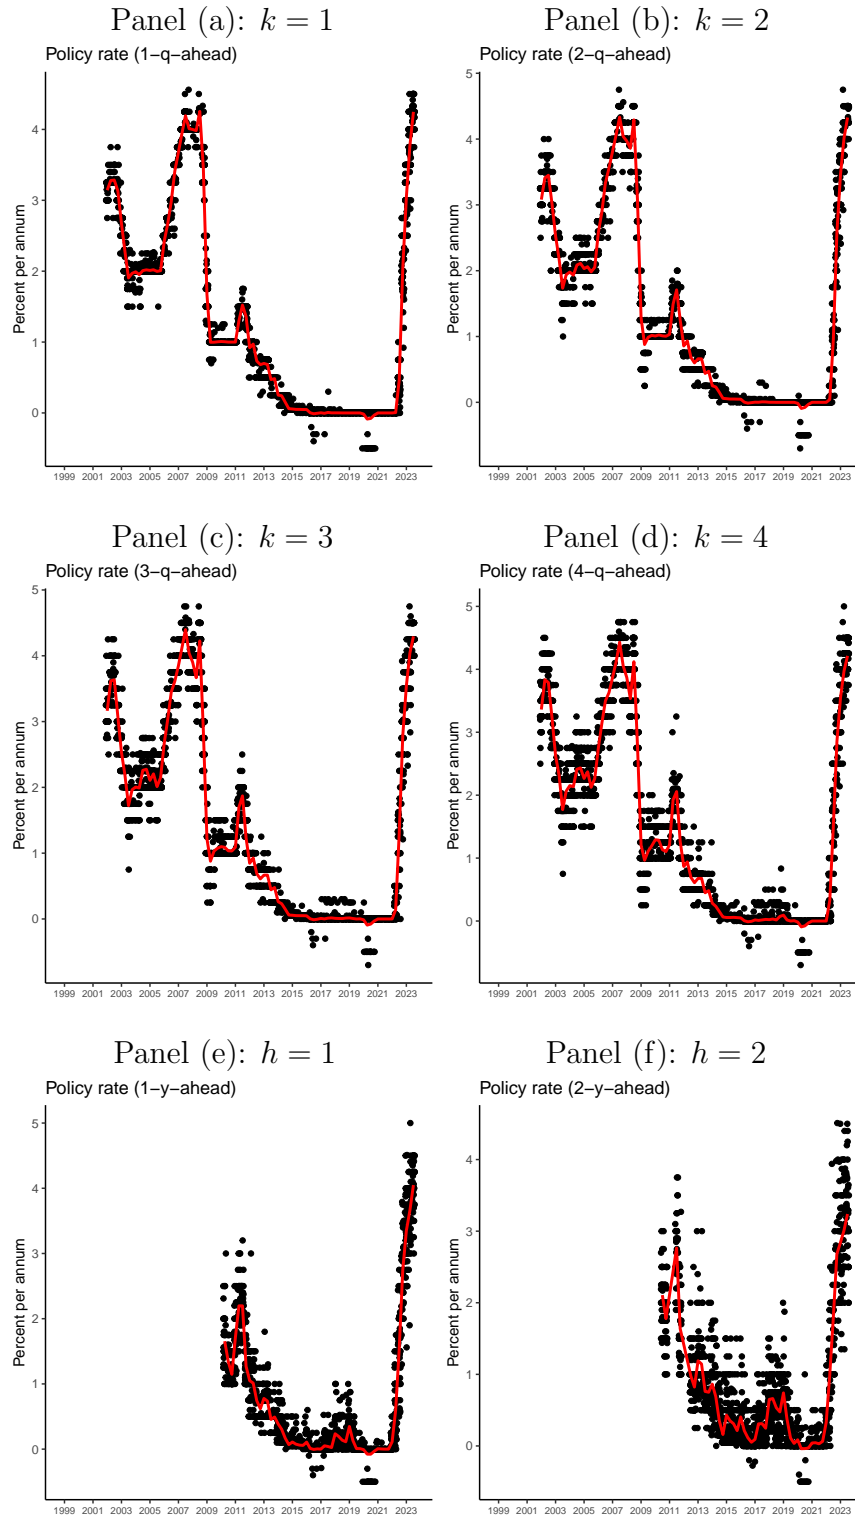 Panel (a): k = 1
Policy rate (1−q−ahead)
Percent per annum
4
3
2
1
0
1999 2001 2003 2005 2007 2009 2011 2013 2015 2017 2019 2021 2023
Panel (b): k = 2
Policy rate (2−q−ahead)
Percent per annum
5
4
3
2
1
0
1999 2001 2003 2005 2007 2009 2011 2013 2015 2017 2019 2021 2023
Panel (c): k = 3
Policy rate (3−q−ahead)
Percent per annum
5
4
3
2
1
0
1999 2001 2003 2005 2007 2009 2011 2013 2015 2017 2019 2021 2023
Panel (d): k = 4
Policy rate (4−q−ahead)
Percent per annum
5
4
3
2
1
0
1999 2001 2003 2005 2007 2009 2011 2013 2015 2017 2019 2021 2023
Panel (e): h = 1
Policy rate (1−y−ahead)
Percent per annum
5
4
3
2
1
0
1999 2001 2003 2005 2007 2009 2011 2013 2015 2017 2019 2021 2023
Panel (f): h = 2
Policy rate (2−y−ahead)
Percent per annum
4
3
2
1
0
1999 2001 2003 2005 2007 2009 2011 2013 2015 2017 2019 2021 2023